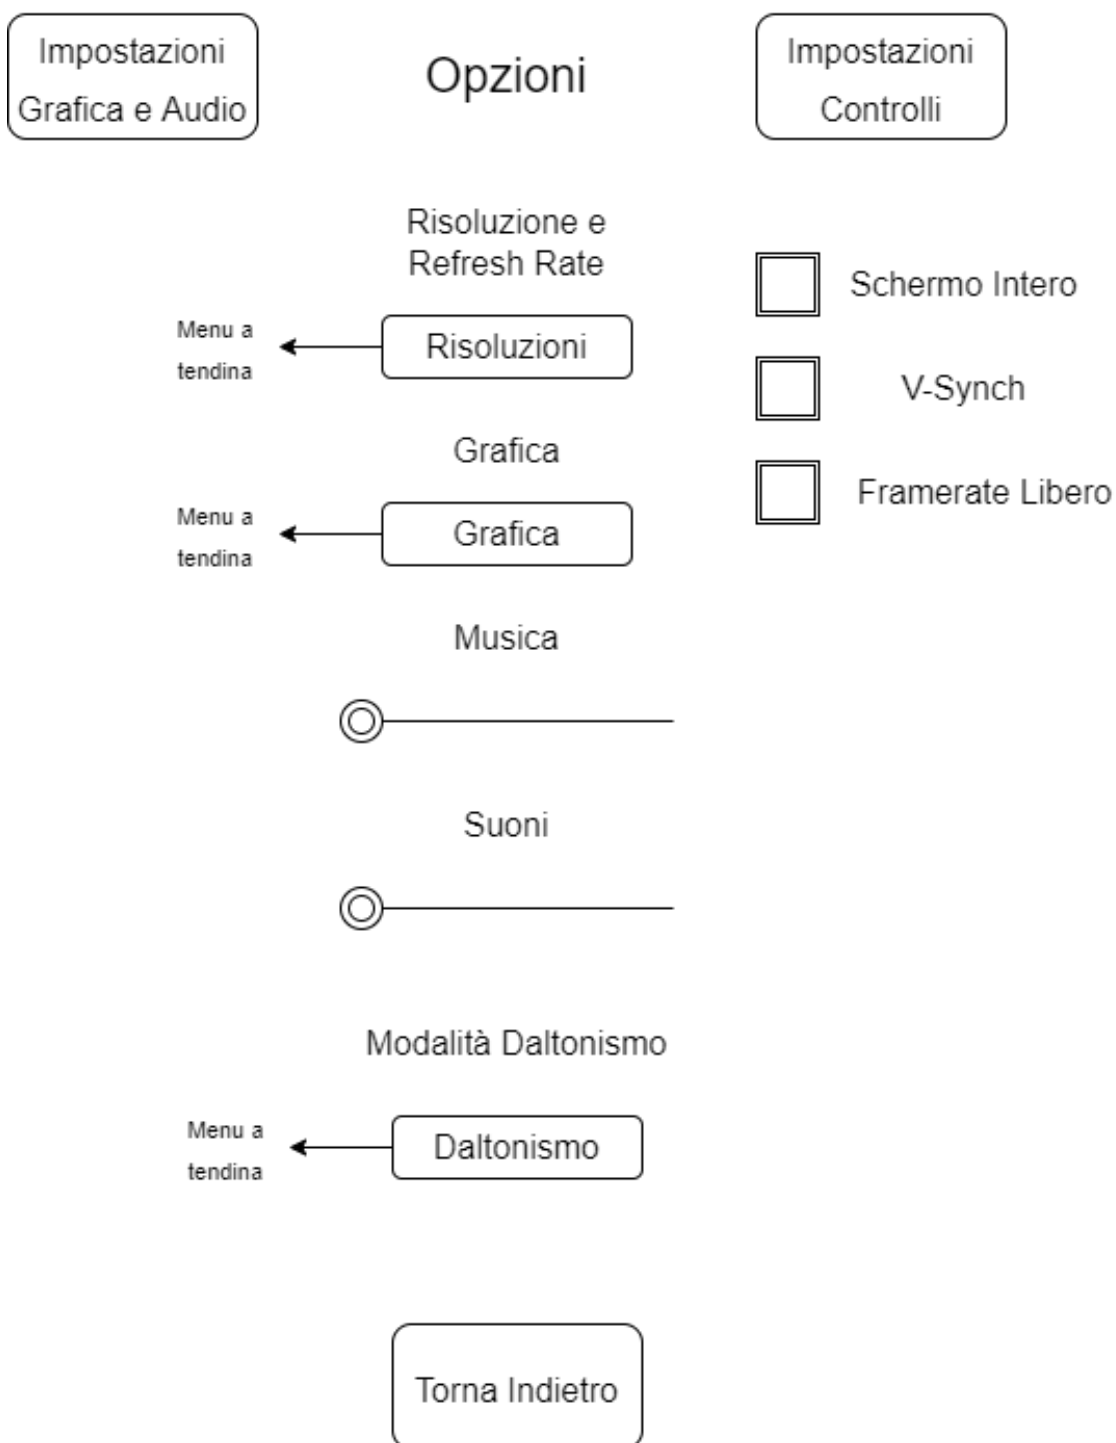 Impostazioni
Grafica e Audio
Opzioni
Impostazioni
Controlli
Risoluzione e
Refresh Rate
Schermo Intero
Menu a
tendina
Risoluzioni
V-Synch
Grafica
Framerate Libero
Menu a
tendina
Grafica
Musica
Suoni
Modalità Daltonismo
Menu a
tendina
Daltonismo
Torna Indietro